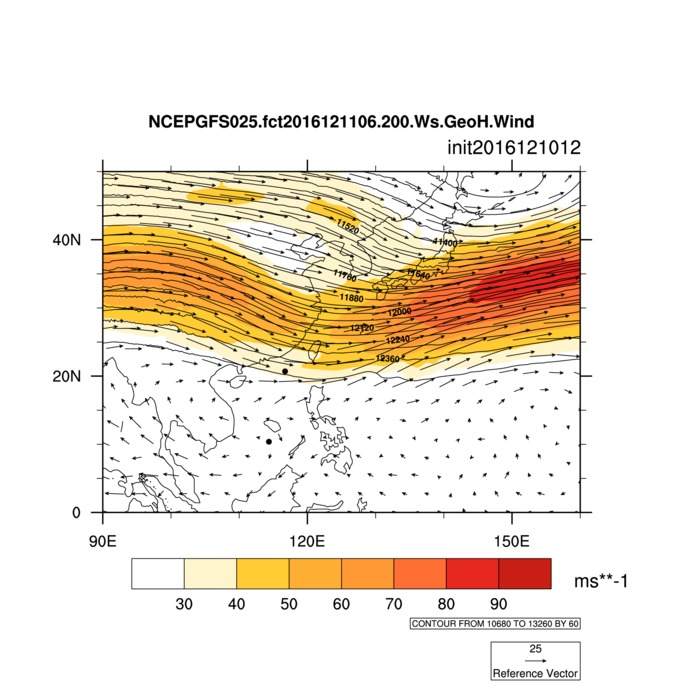 NCEPGFS025.fct2016121106.200.Ws.GeoH.Wind
init2016121012
11520
11400
40N
11760
11640
11880
12000
12120
12240
12360
20N
0
90E 120E 150E
ms**-1
30 40 50 60 70 80 90
CONTOUR FROM 10680 TO 13260 BY 60
25
Reference Vector